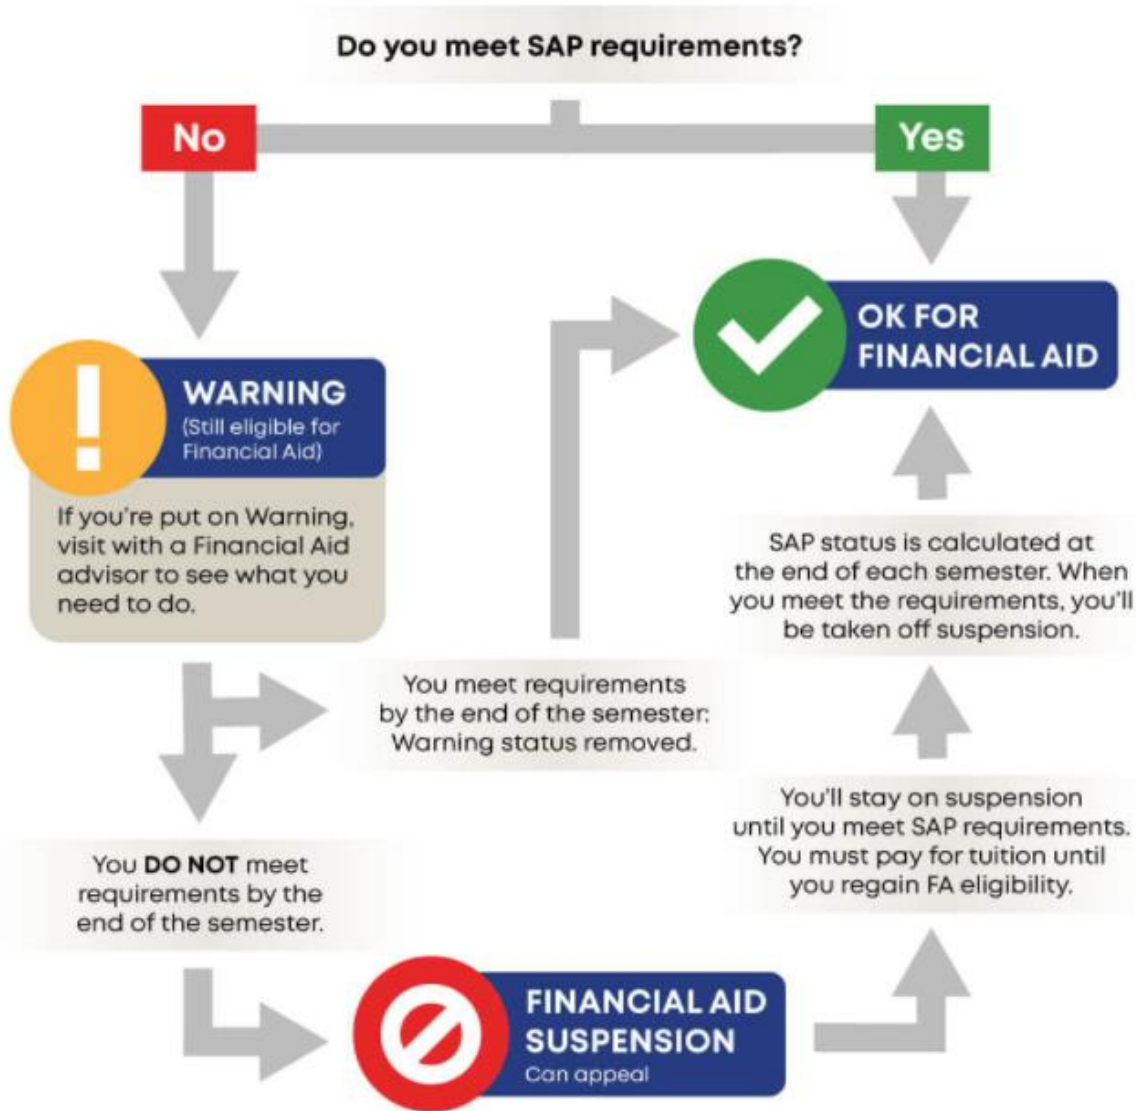 Do you meet SAP requirements?
No
Yes
OK FOR
FINANCIAL AID
WARNING
(Still eligible for
Financial Aid)
If you're put on Warning,
visit with a Financial Aid
advisor to see what you
need to do.
You meet requirements
by the end of the semester:
Warning status removed.
You DO NOT meet
requirements by the
end of the semester.
FINANCIAL AID
SUSPENSION
Can appeal
You'll stay on suspension
until you meet SAP requirements.
You must pay for tuition until
you regain FA eligibility.
SAP status is calculated at
the end of each semester. When
you meet the requirements, you'll
be taken off suspension.